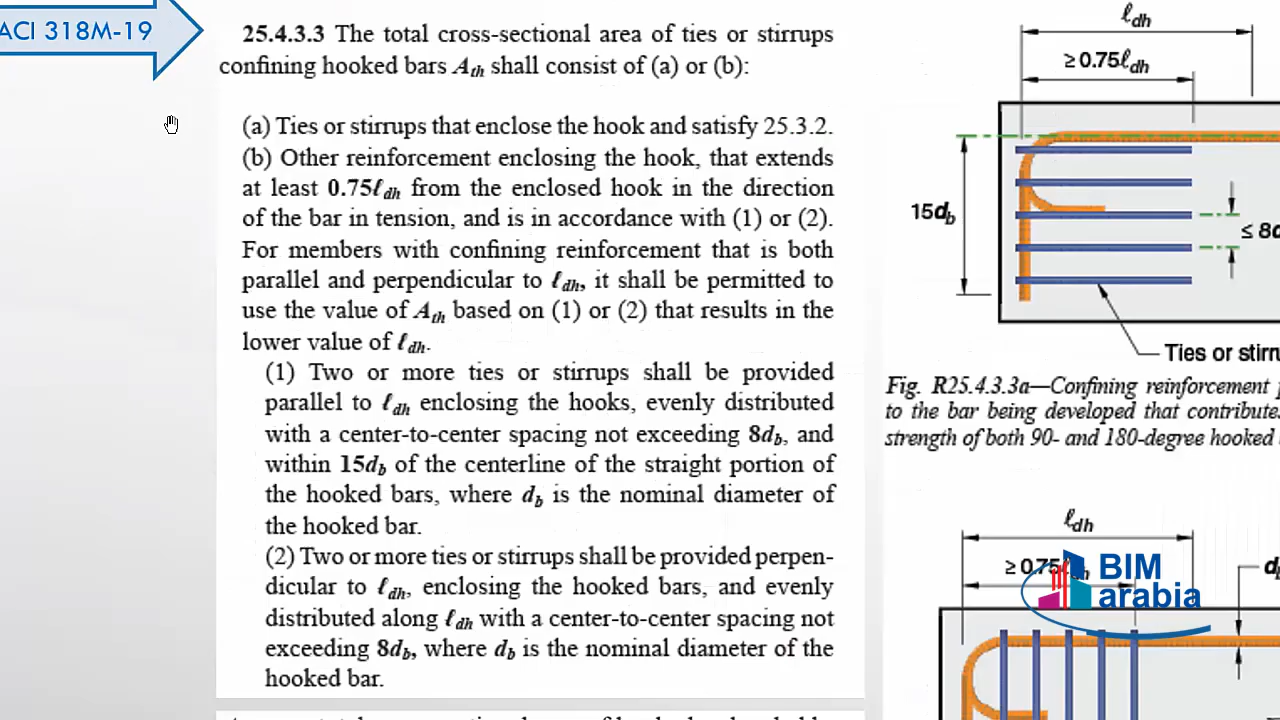 ACI 318M-19
25.4.3.3 The total cross-sectional area of ties or stirrups
confining hooked bars Ath shall consist of (a) or (b):
(a) Ties or stirrups that enclose the hook and satisfy 25.3.2.
(b) Other reinforcement enclosing the hook, that extends
at least 0.75ℓdh from the enclosed hook in the direction
of the bar in tension, and is in accordance with (1) or (2).
For members with confining reinforcement that is both
parallel and perpendicular to ℓdh, it shall be permitted to
use the value of Ath based on (1) or (2) that results in the
lower value of ℓdh.
(1) Two or more ties or stirrups shall be provided
parallel to ℓdh enclosing the hooks, evenly distributed
with a center-to-center spacing not exceeding 8db, and
within 15db of the centerline of the straight portion of
the hooked bars, where db is the nominal diameter of
the hooked bar.
(2) Two or more ties or stirrups shall be provided perpen-
dicular to ℓdh, enclosing the hooked bars, and evenly
distributed along ℓdh with a center-to-center spacing not
exceeding 8db, where db is the nominal diameter of the
hooked bar.
ℓdh
≥ 0.75ℓdh
15db
≤ 8d
Ties or stirru
Fig. R25.4.3.3a—Confining reinforcement p
to the bar being developed that contributes
strength of both 90- and 180-degree hooked
ℓdh
≥ 0.75
BIM
arabia